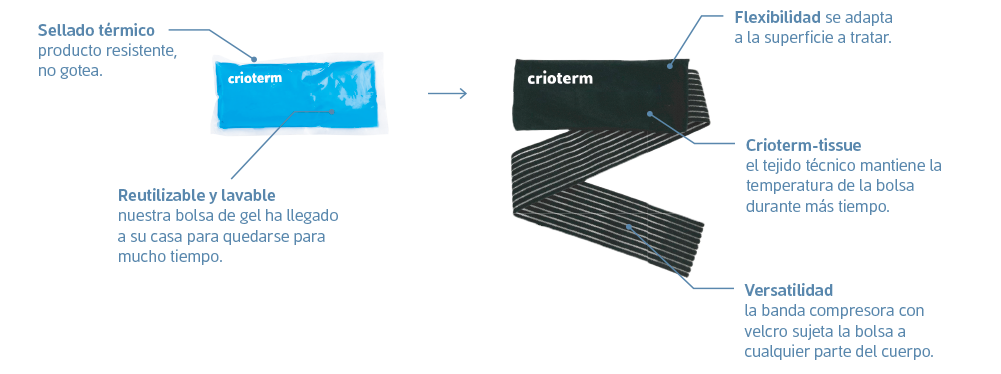 Sellado térmico
producto resistente,
no gotea.
crioterm
Reutilizable y lavable
nuestra bolsa de gel ha llegado
a su casa para quedarse para
mucho tiempo.
crioterm
Flexibilidad se adapta
a la superficie a tratar.
Crioterm-tissue
el tejido técnico mantiene la
temperatura de la bolsa
durante más tiempo.
Versatilidad
la banda compresora con
velcro sujeta la bolsa a
cualquier parte del cuerpo.